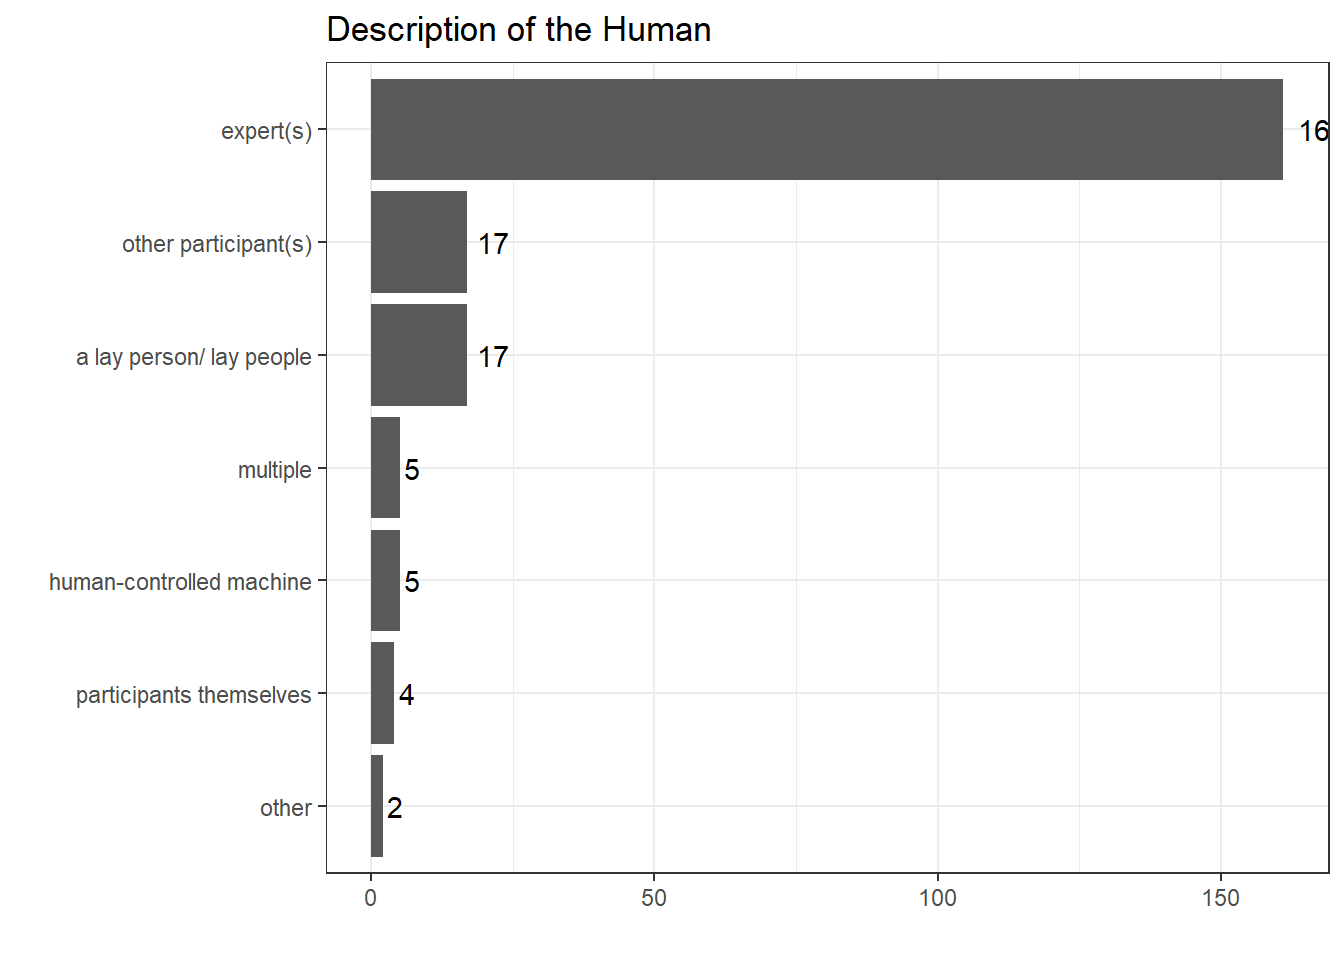 Description of the Human
expert(s) 16
other participant(s) 17
a lay person/ lay people 17
multiple 5
human-controlled machine 5
participants themselves 4
other 2
0 50 100 150